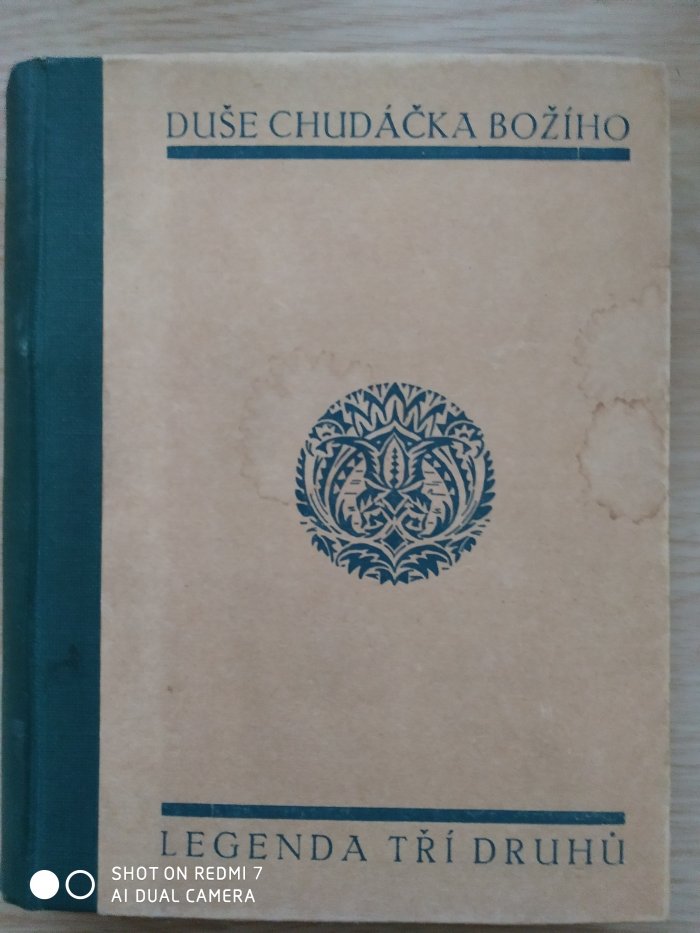 DUŠE CHUDÁČKA BOŽÍHO
LEGENDA TŘÍ DRUHŮ
SHOT ON REDMI 7
AI DUAL CAMERA